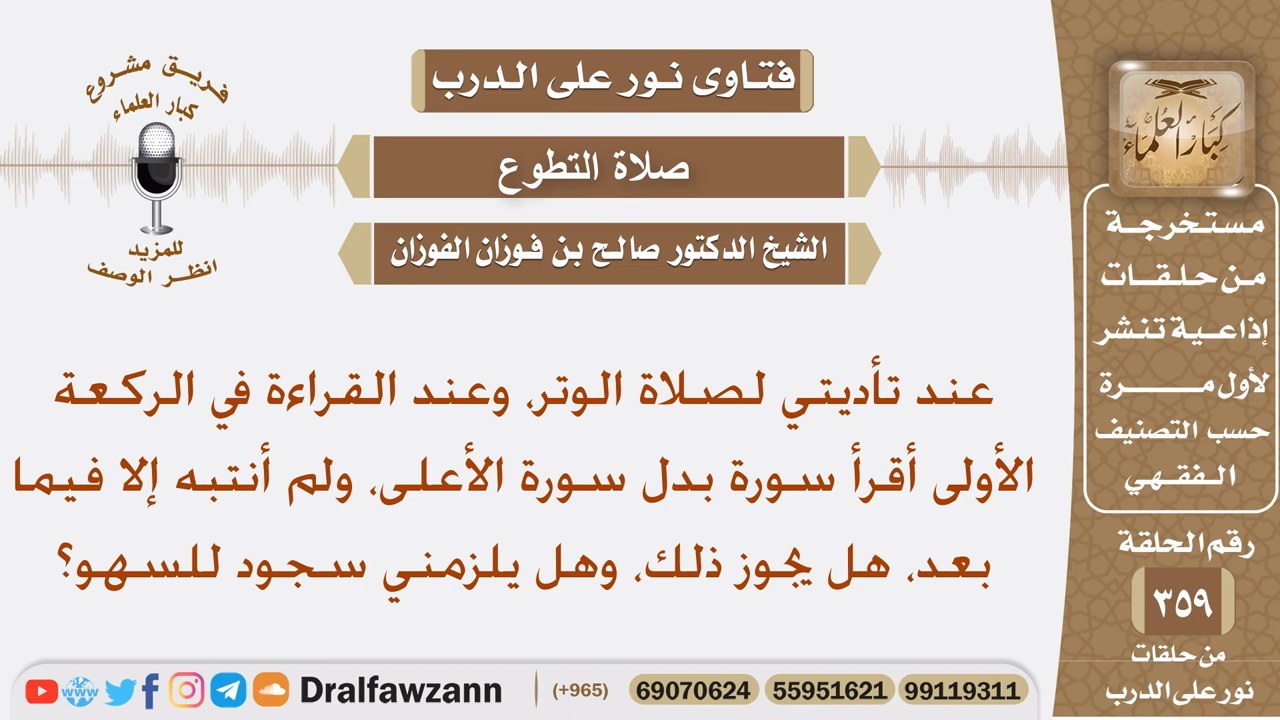 فتاوى نور على الدرب
صلاة التطوع
الشيخ الدكتور صالح بن فوزان الفوزان
فريق مشروع
كبار العلماء
للمزيد
انظر الوصف
عند تأديتي لصلاة الوتر، وعند القراءة في الركعة
الأولى أقرأ سورة بدل سورة الأعلى، ولم أنتبه إلا فيما
بعد، هل يجوز ذلك، وهل يلزمني سجود للسهو؟
كبار العلماء
مستخرجة
من حلقات
إذاعية تنشر
لأول مرة
حسب التصنيف
الفقهي
رقم الحلقة
٣٥٩
من حلقات
نور على الدرب
www Dralfawzann (+965) 69070624 55951621 99119311